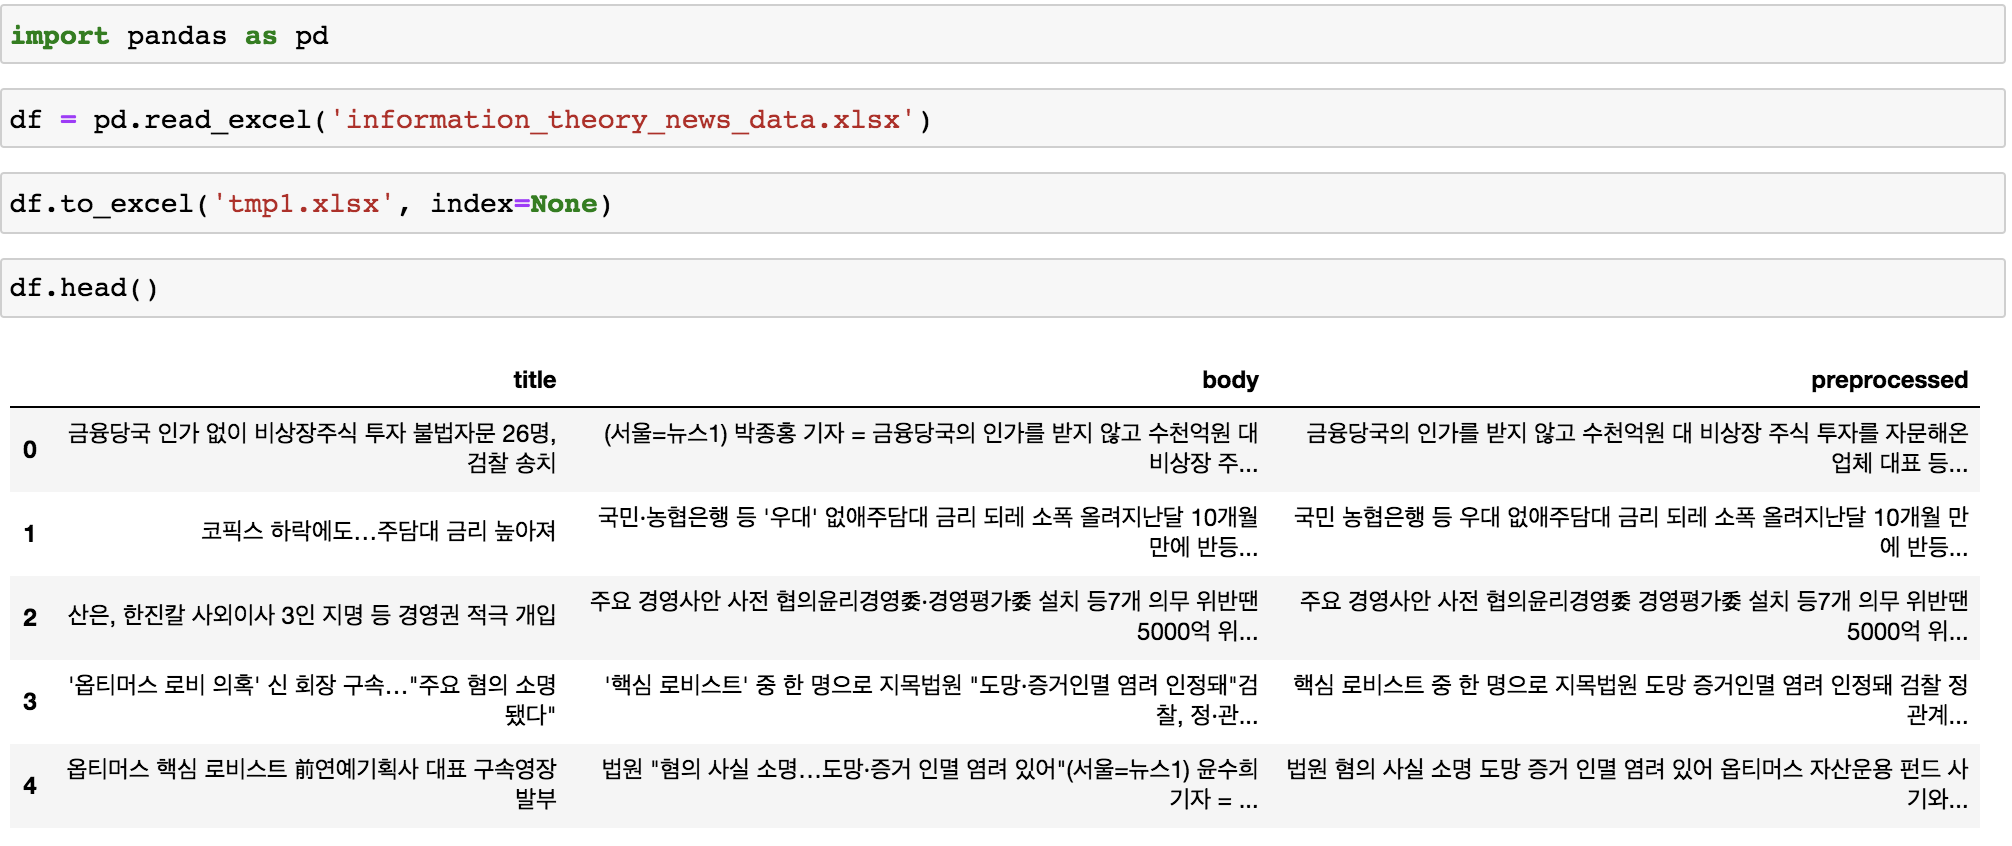 import pandas as pd
df = pd.read_excel('information_theory_news_data.xlsx')
df.to_excel('tmp1.xlsx', index=None)
df.head()
title body preprocessed
0 금융당국 인가 없이 비상장주식 투자 불법자문 26명, (서울=뉴스1) 박종홍 기자 = 금융당국의 인가를 받지 않고 수천억원 대 금융당국의 인가를 받지 않고 수천억원 대 비상장 주식 투자를 자문해온
검찰 송치 비상장 주... 업체 대표 등...
1 코픽스 하락에도…주담대 금리 높아져 국민·농협은행 등 '우대' 없애주담대 금리 되레 소폭 올려지난달 10개월 국민 농협은행 등 우대 없애주담대 금리 되레 소폭 올려지난달 10개월 만
만에 반등... 에 반등...
2 산은, 한진칼 사외이사 3인 지명 등 경영권 적극 개입 주요 경영사안 사전 협의윤리경영委·경영평가委 설치 등7개 의무 위반땐 주요 경영사안 사전 협의윤리경영委 경영평가委 설치 등7개 의무 위반땐
5000억 위... 5000억 위...
3 '옵티머스 로비 의혹' 신 회장 구속…"주요 혐의 소명 '핵심 로비스트' 중 한 명으로 지목법원 "도망·증거인멸 염려 인정돼"검 핵심 로비스트 중 한 명으로 지목법원 도망 증거인멸 염려 인정돼 검찰 정
됐다" 찰, 정·관... 관계...
4 옵티머스 핵심 로비스트 前연예기획사 대표 구속영장 법원 "혐의 사실 소명…도망·증거 인멸 염려 있어"(서울=뉴스1) 윤수희 법원 혐의 사실 소명 도망 증거 인멸 염려 있어 옵티머스 자산운용 펀드 사
발부 기자 = ... 기와...